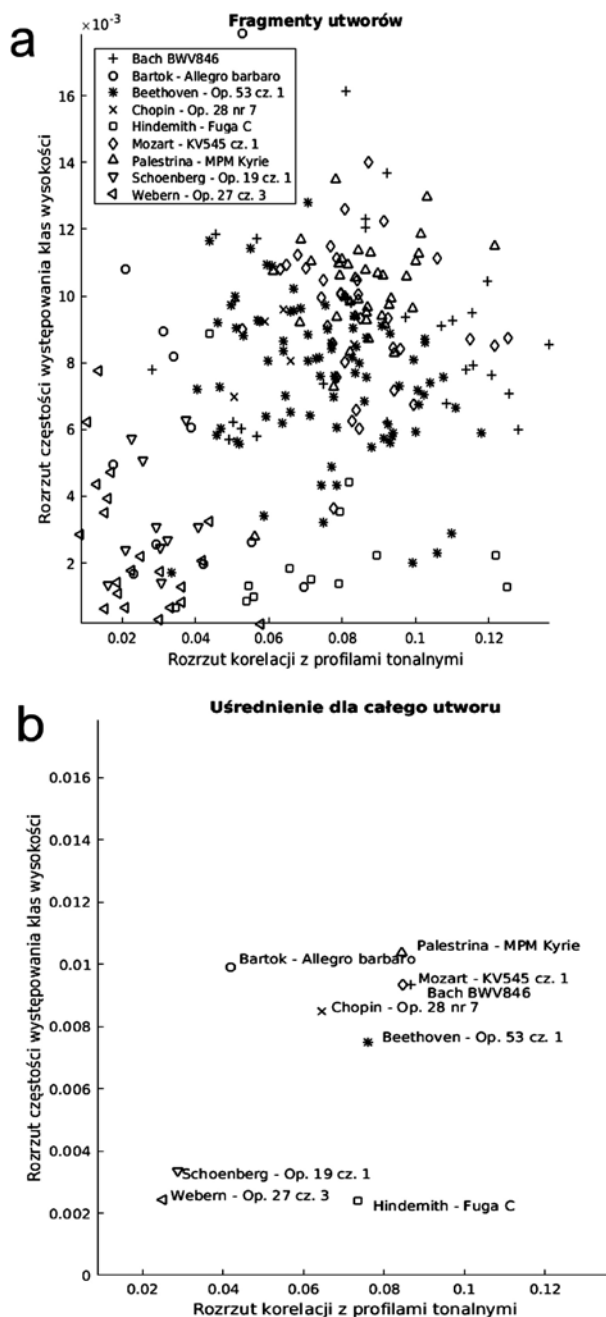 a
Fragmenty utworów
×10⁻³
Bach BWV846
Bartok - Allegro barbaro
Beethoven - Op. 53 cz. 1
Chopin - Op. 28 nr 7
Hindemith - Fuga C
Mozart - KV545 cz. 1
Palestrina - MPM Kyrie
Schoenberg - Op. 19 cz. 1
Webern - Op. 27 cz. 3
Rozrzut częstości występowania klas wysokości
16
14
12
10
8
6
4
2
0.02 0.04 0.06 0.08 0.1 0.12
Rozrzut korelacji z profilami tonalnymi
b
Uśrednienie dla całego utworu
Rozrzut częstości występowania klas wysokości
0.016
0.014
0.012
0.01
0.008
0.006
0.004
0.002
0
Palestrina - MPM Kyrie
Bartok - Allegro barbaro
Mozart - KV545 cz. 1
Bach BWV846
Chopin - Op. 28 nr 7
Beethoven - Op. 53 cz. 1
Schoenberg - Op. 19 cz. 1
Webern - Op. 27 cz. 3
Hindemith - Fuga C
0.02 0.04 0.06 0.08 0.1 0.12
Rozrzut korelacji z profilami tonalnymi